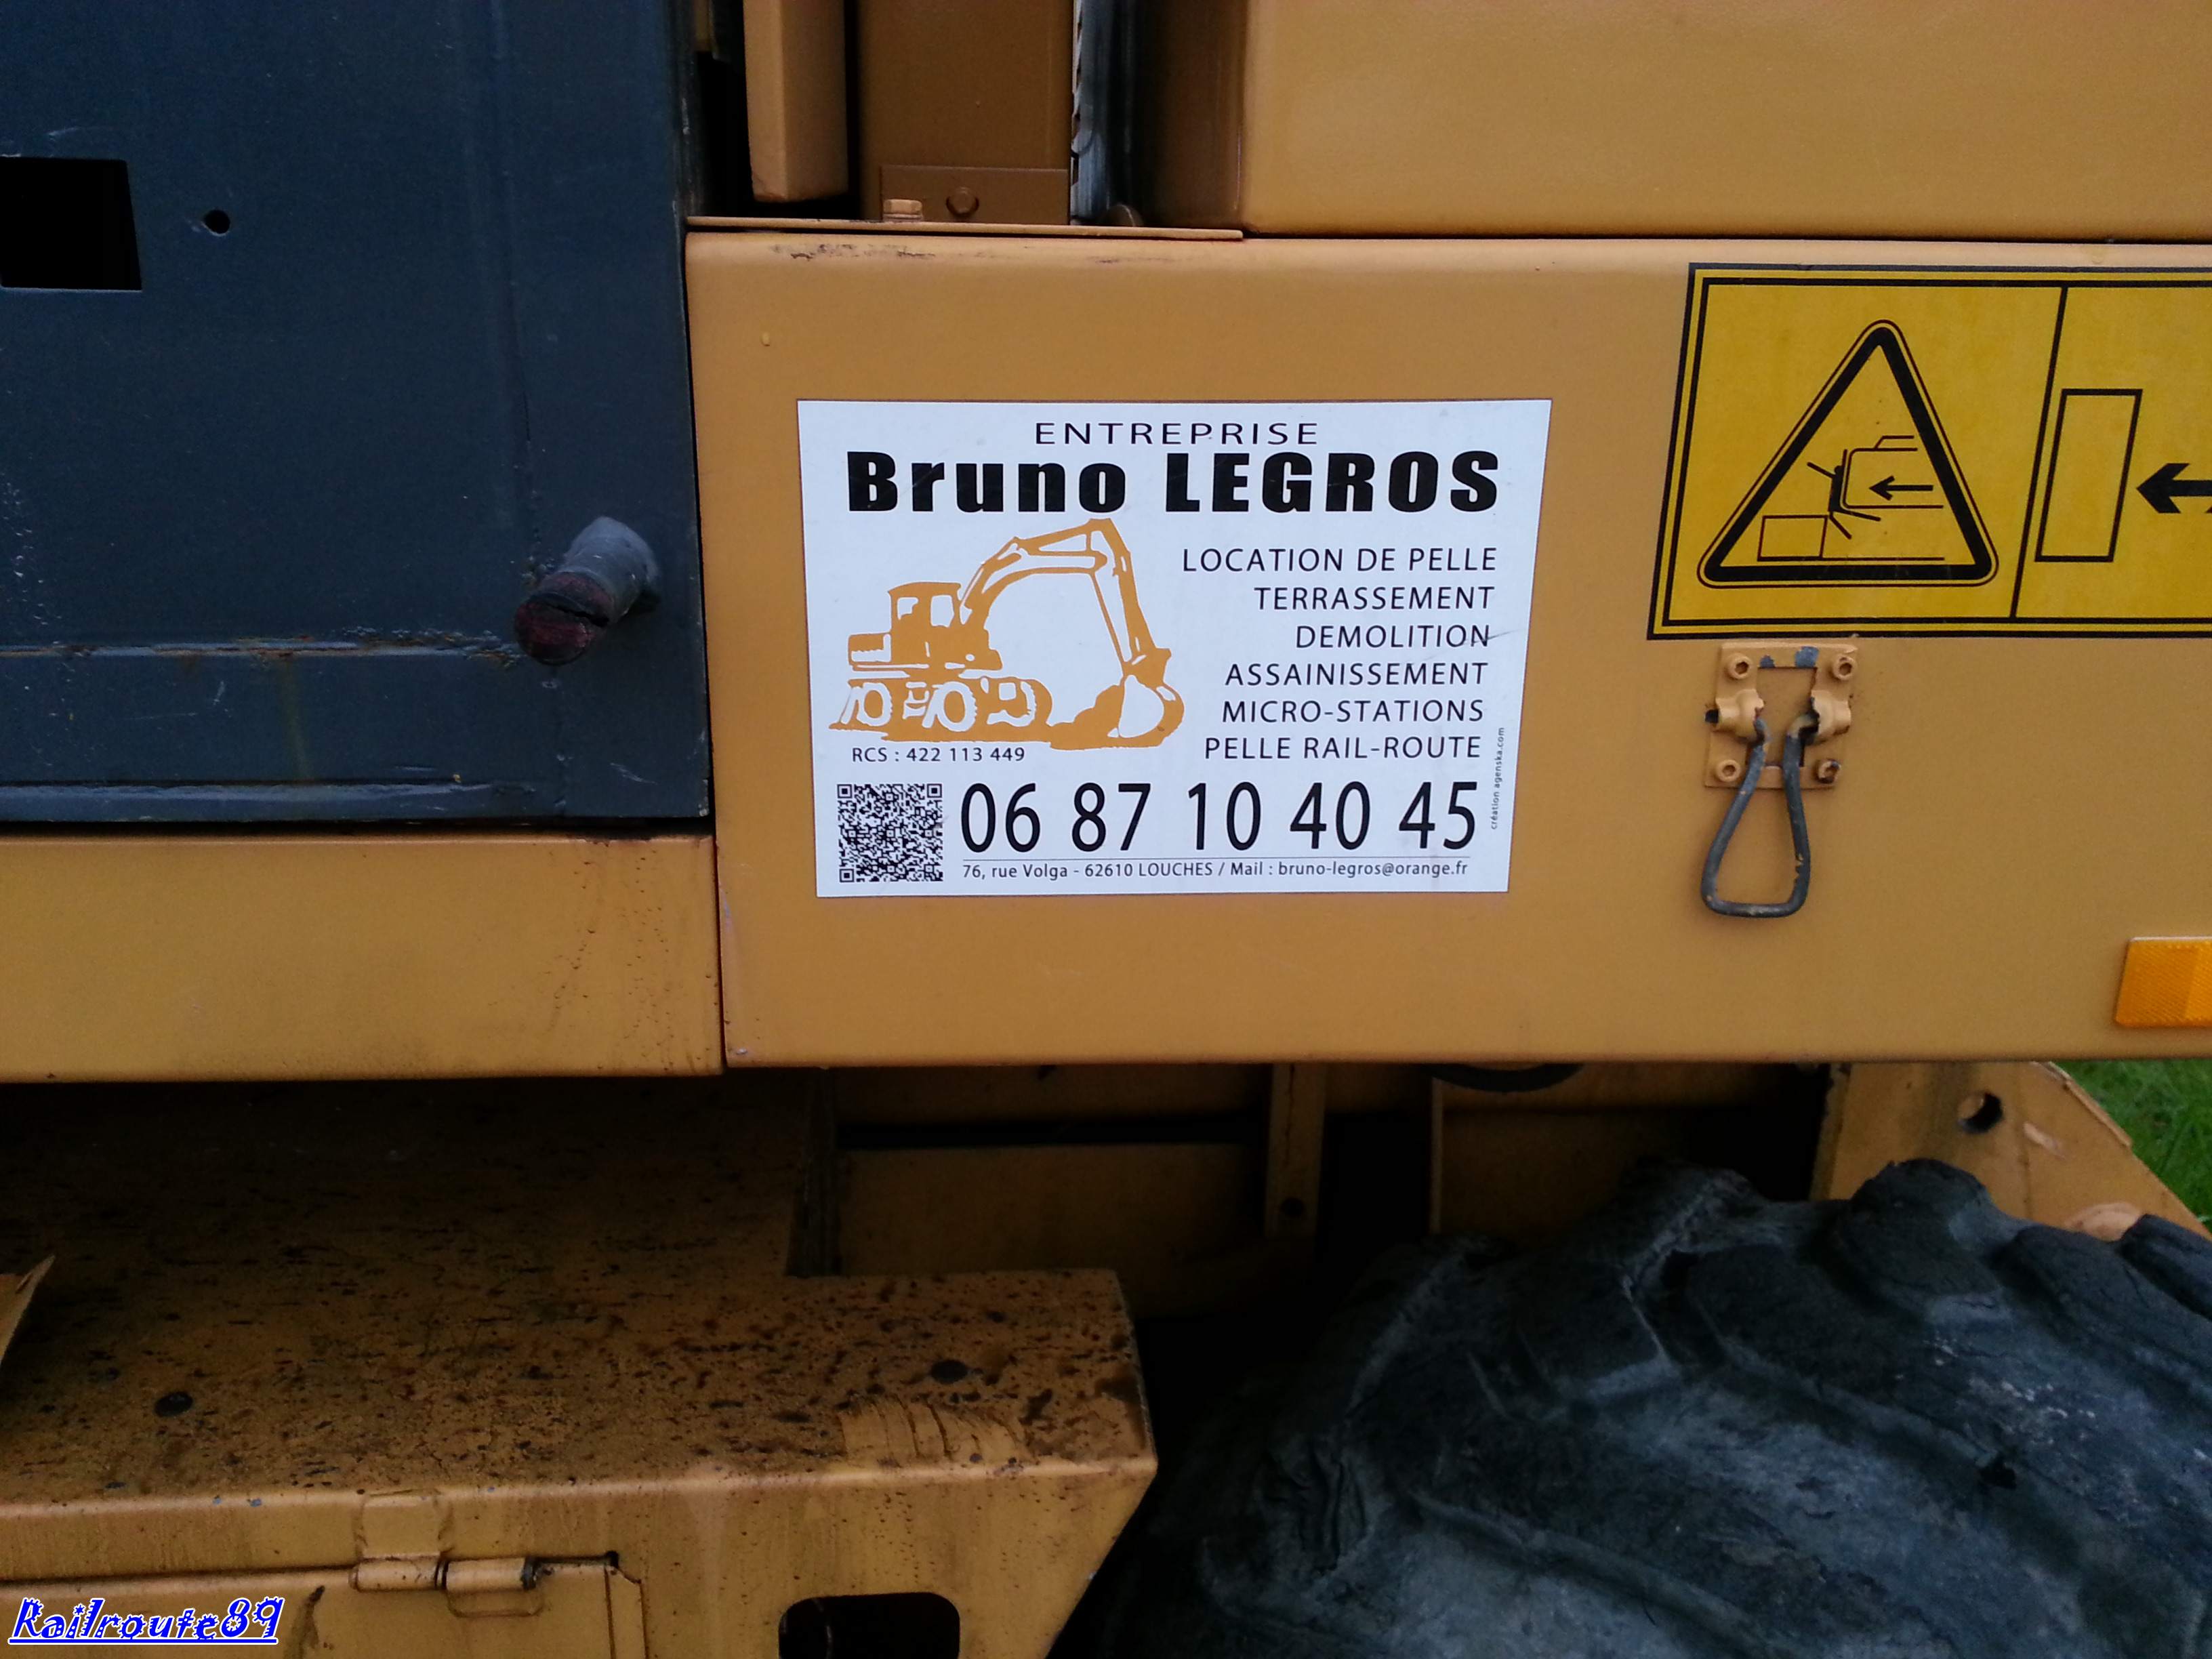 ENTREPRISE
Bruno LEGROS
LOCATION DE PELLE
TERRASSEMENT
DEMOLITION
ASSAINISSEMENT
MICRO-STATIONS
PELLE RAIL-ROUTE
RCS : 422 113 449
création agenska.com
06 87 10 40 45
76, rue Volga - 62610 LOUCHES / Mail : bruno-legros@orange.fr
Railroute89